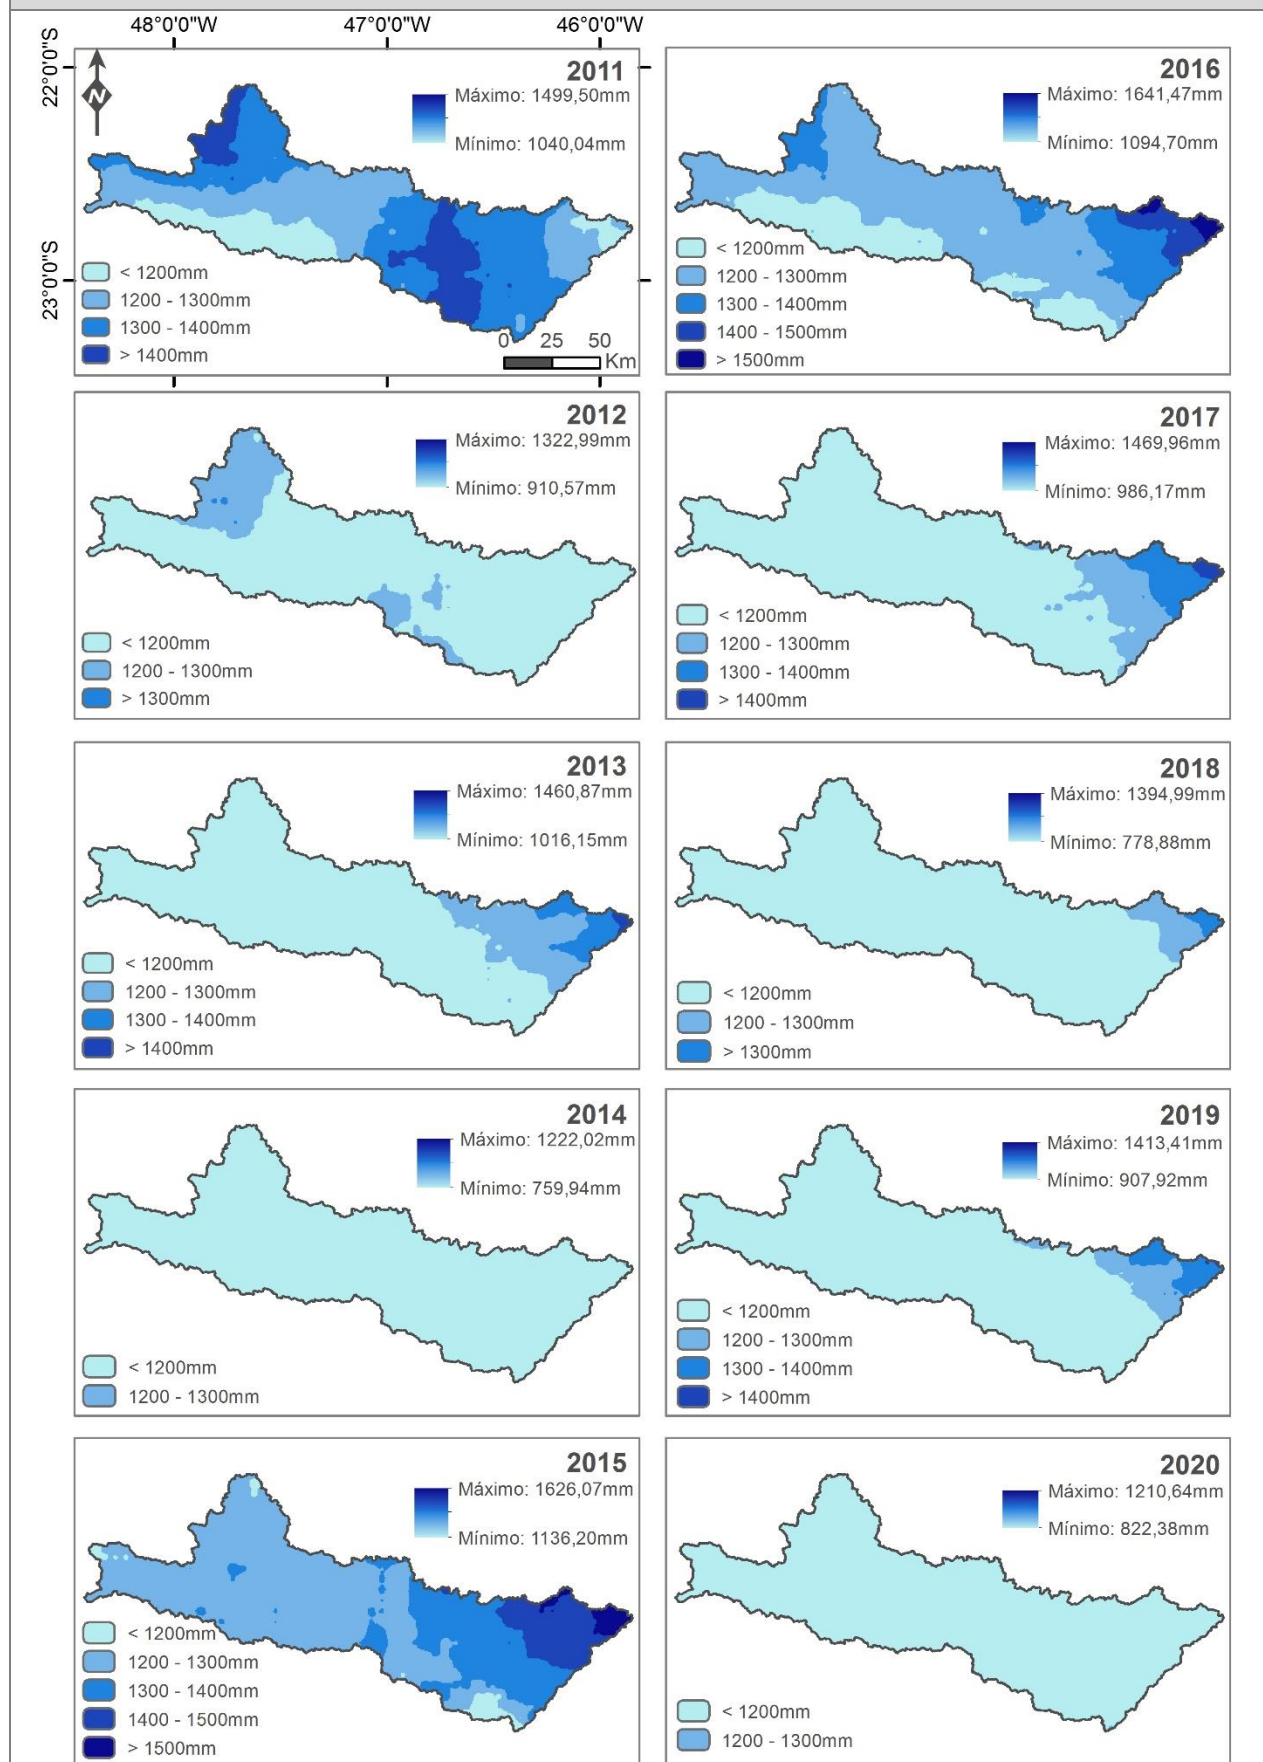 48°0'0"W 47°0'0"W 46°0'0"W
22°0'0"S
23°0'0"S
N
2011
Máximo: 1499,50mm
Mínimo: 1040,04mm
< 1200mm
1200 - 1300mm
1300 - 1400mm
> 1400mm
0 25 50
Km
2016
Máximo: 1641,47mm
Mínimo: 1094,70mm
< 1200mm
1200 - 1300mm
1300 - 1400mm
1400 - 1500mm
> 1500mm
2012
Máximo: 1322,99mm
Mínimo: 910,57mm
< 1200mm
1200 - 1300mm
> 1300mm
2017
Máximo: 1469,96mm
Mínimo: 986,17mm
< 1200mm
1200 - 1300mm
1300 - 1400mm
> 1400mm
2013
Máximo: 1460,87mm
Mínimo: 1016,15mm
< 1200mm
1200 - 1300mm
1300 - 1400mm
> 1400mm
2018
Máximo: 1394,99mm
Mínimo: 778,88mm
< 1200mm
1200 - 1300mm
> 1300mm
2014
Máximo: 1222,02mm
Mínimo: 759,94mm
< 1200mm
1200 - 1300mm
2019
Máximo: 1413,41mm
Mínimo: 907,92mm
< 1200mm
1200 - 1300mm
1300 - 1400mm
> 1400mm
2015
Máximo: 1626,07mm
Mínimo: 1136,20mm
< 1200mm
1200 - 1300mm
1300 - 1400mm
1400 - 1500mm
> 1500mm
2020
Máximo: 1210,64mm
Mínimo: 822,38mm
< 1200mm
1200 - 1300mm